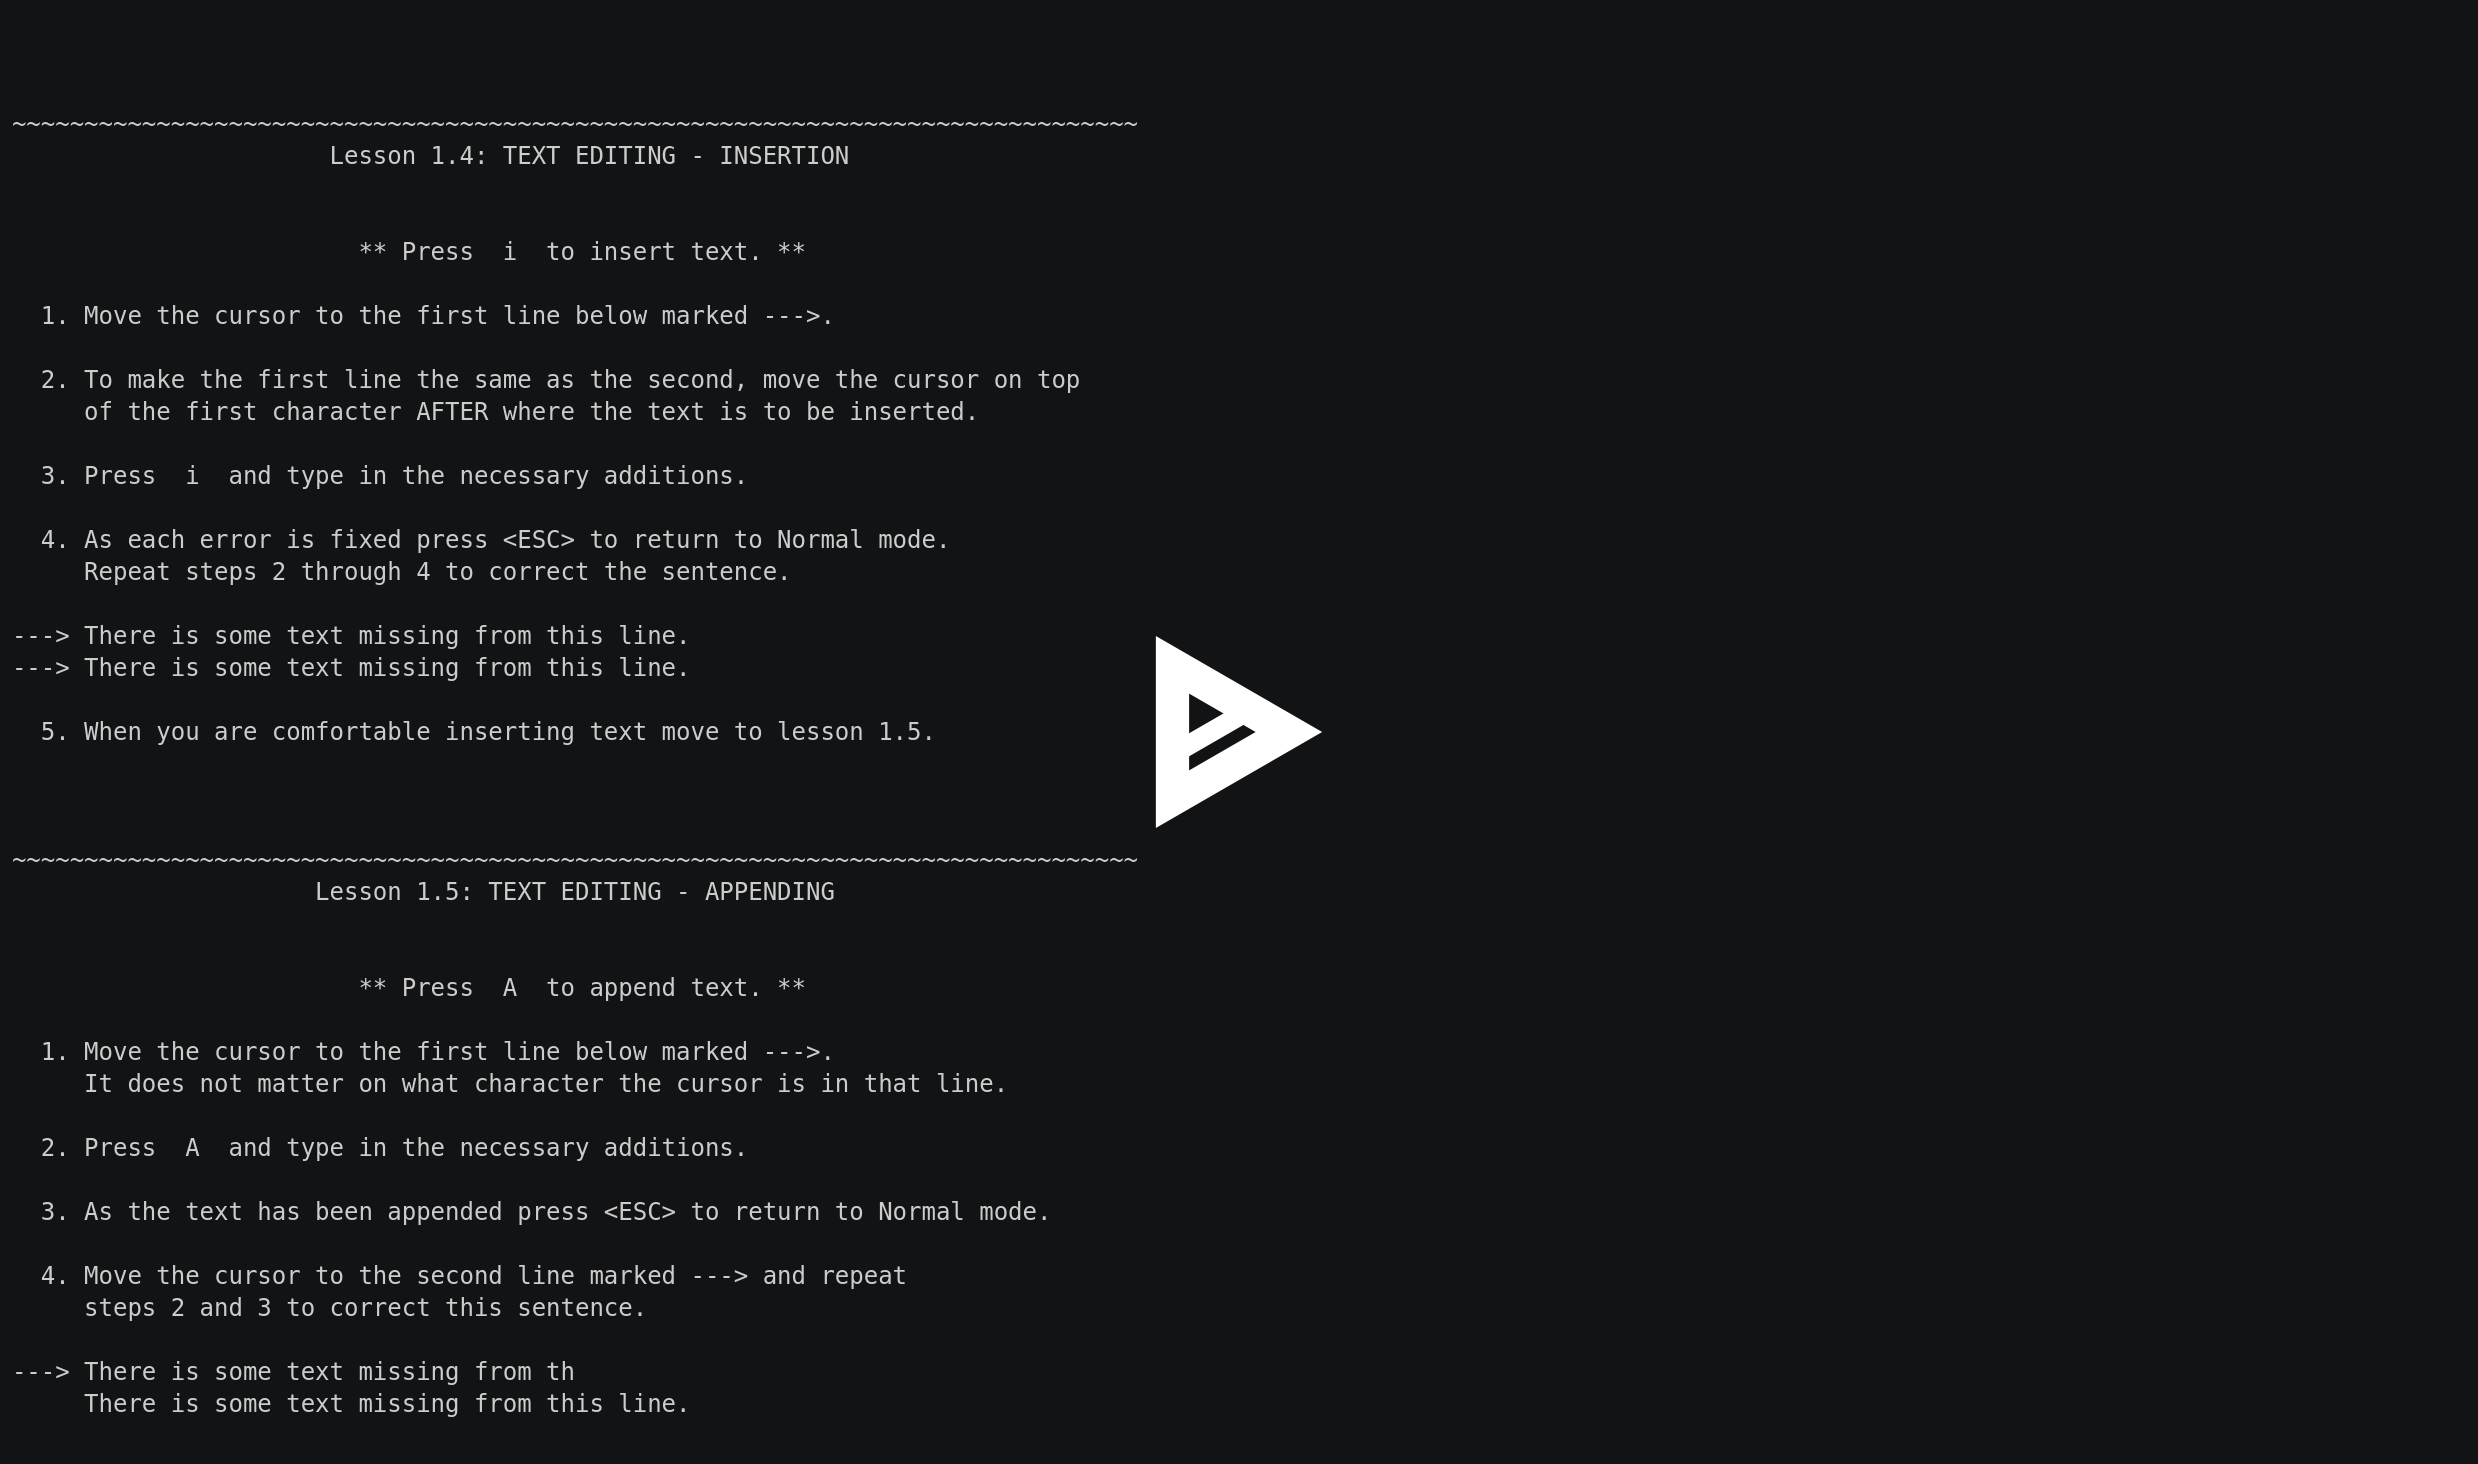 ~~~~~~~~~~~~~~~~~~~~~~~~~~~~~~~~~~~~~~~~~~~~~~~~~~~~~~~~~~~~~~~~~~~~~~~~~~~~~~
Lesson 1.4: TEXT EDITING - INSERTION
** Press  i  to insert text. **
1. Move the cursor to the first line below marked --->.
2. To make the first line the same as the second, move the cursor on top
of the first character AFTER where the text is to be inserted.
3. Press  i  and type in the necessary additions.
4. As each error is fixed press <ESC> to return to Normal mode.
Repeat steps 2 through 4 to correct the sentence.
---> There is some text missing from this line.
---> There is some text missing from this line.
5. When you are comfortable inserting text move to lesson 1.5.
~~~~~~~~~~~~~~~~~~~~~~~~~~~~~~~~~~~~~~~~~~~~~~~~~~~~~~~~~~~~~~~~~~~~~~~~~~~~~~
Lesson 1.5: TEXT EDITING - APPENDING
** Press  A  to append text. **
1. Move the cursor to the first line below marked --->.
It does not matter on what character the cursor is in that line.
2. Press  A  and type in the necessary additions.
3. As the text has been appended press <ESC> to return to Normal mode.
4. Move the cursor to the second line marked ---> and repeat
steps 2 and 3 to correct this sentence.
---> There is some text missing from th
There is some text missing from this line.